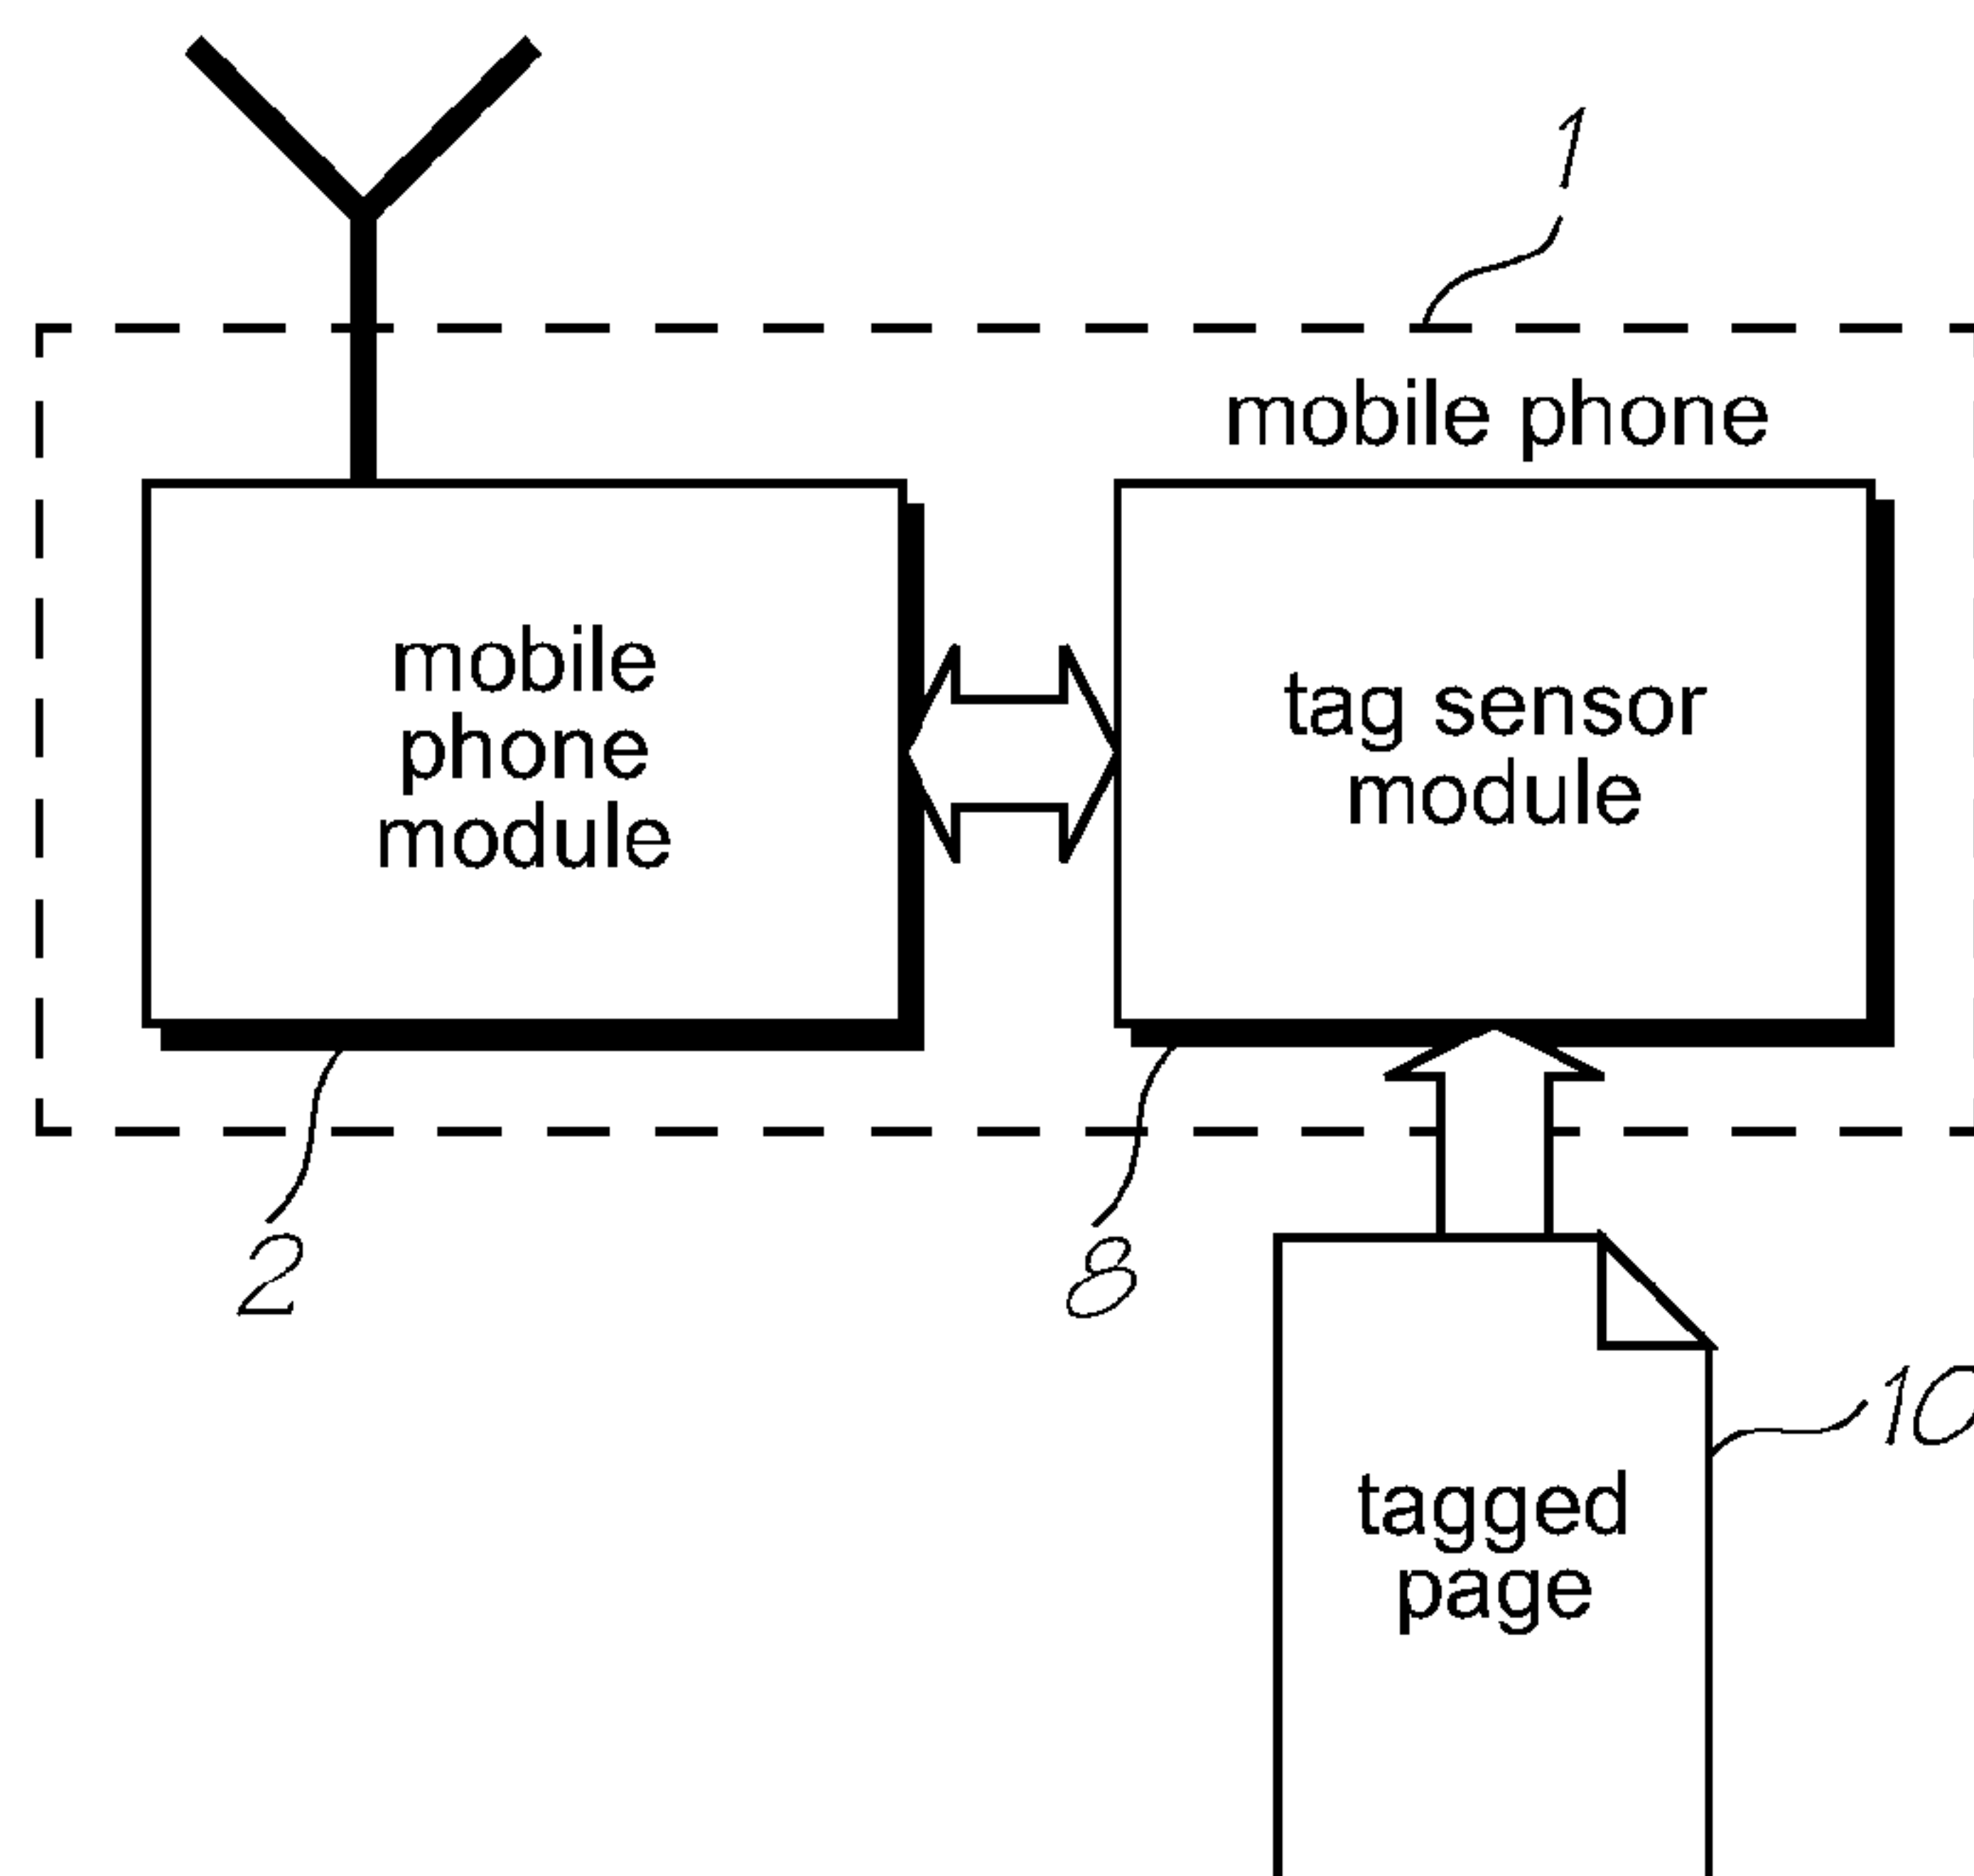 1
mobile phone
mobile
phone
module
tag sensor
module
2
8
10
tagged
page